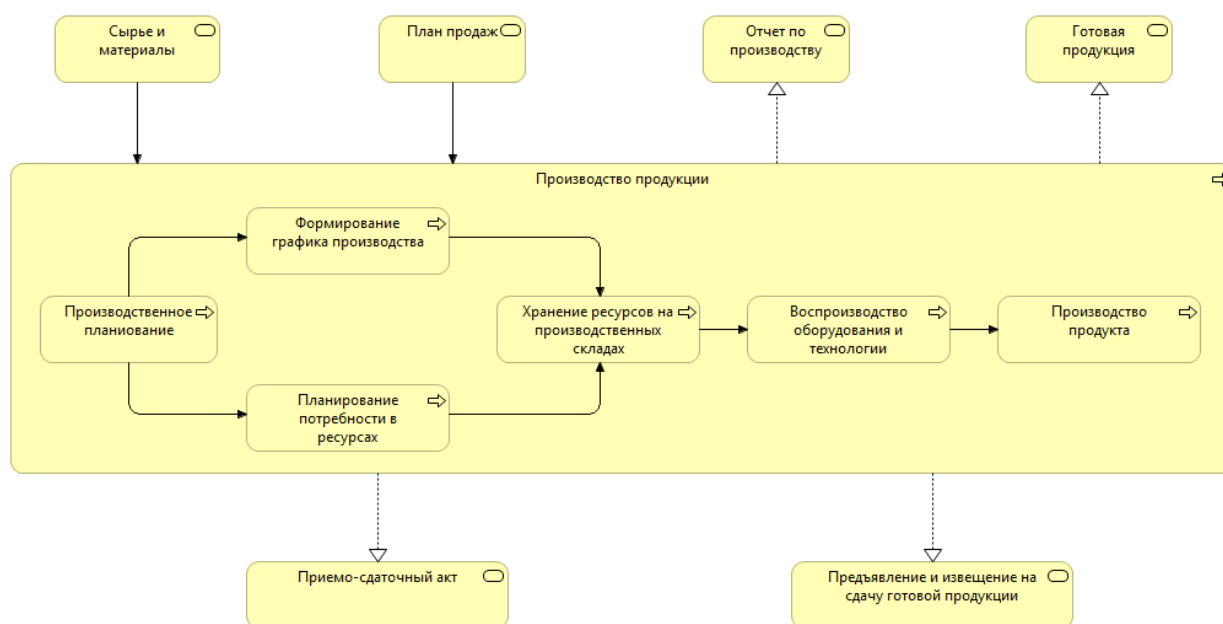 Сырье и
материалы
План продаж
Отчет по
производству
Готовая
продукция
Производство продукции
Формирование
графика производства
Производственное
планиование
Хранение ресурсов на
производственных
складах
Воспроизводство
оборудования и
технологии
Производство
продукта
Планирование
потребности в
ресурсах
Приемо-сдаточный акт
Предъявление и извещение на
сдачу готовой продукции